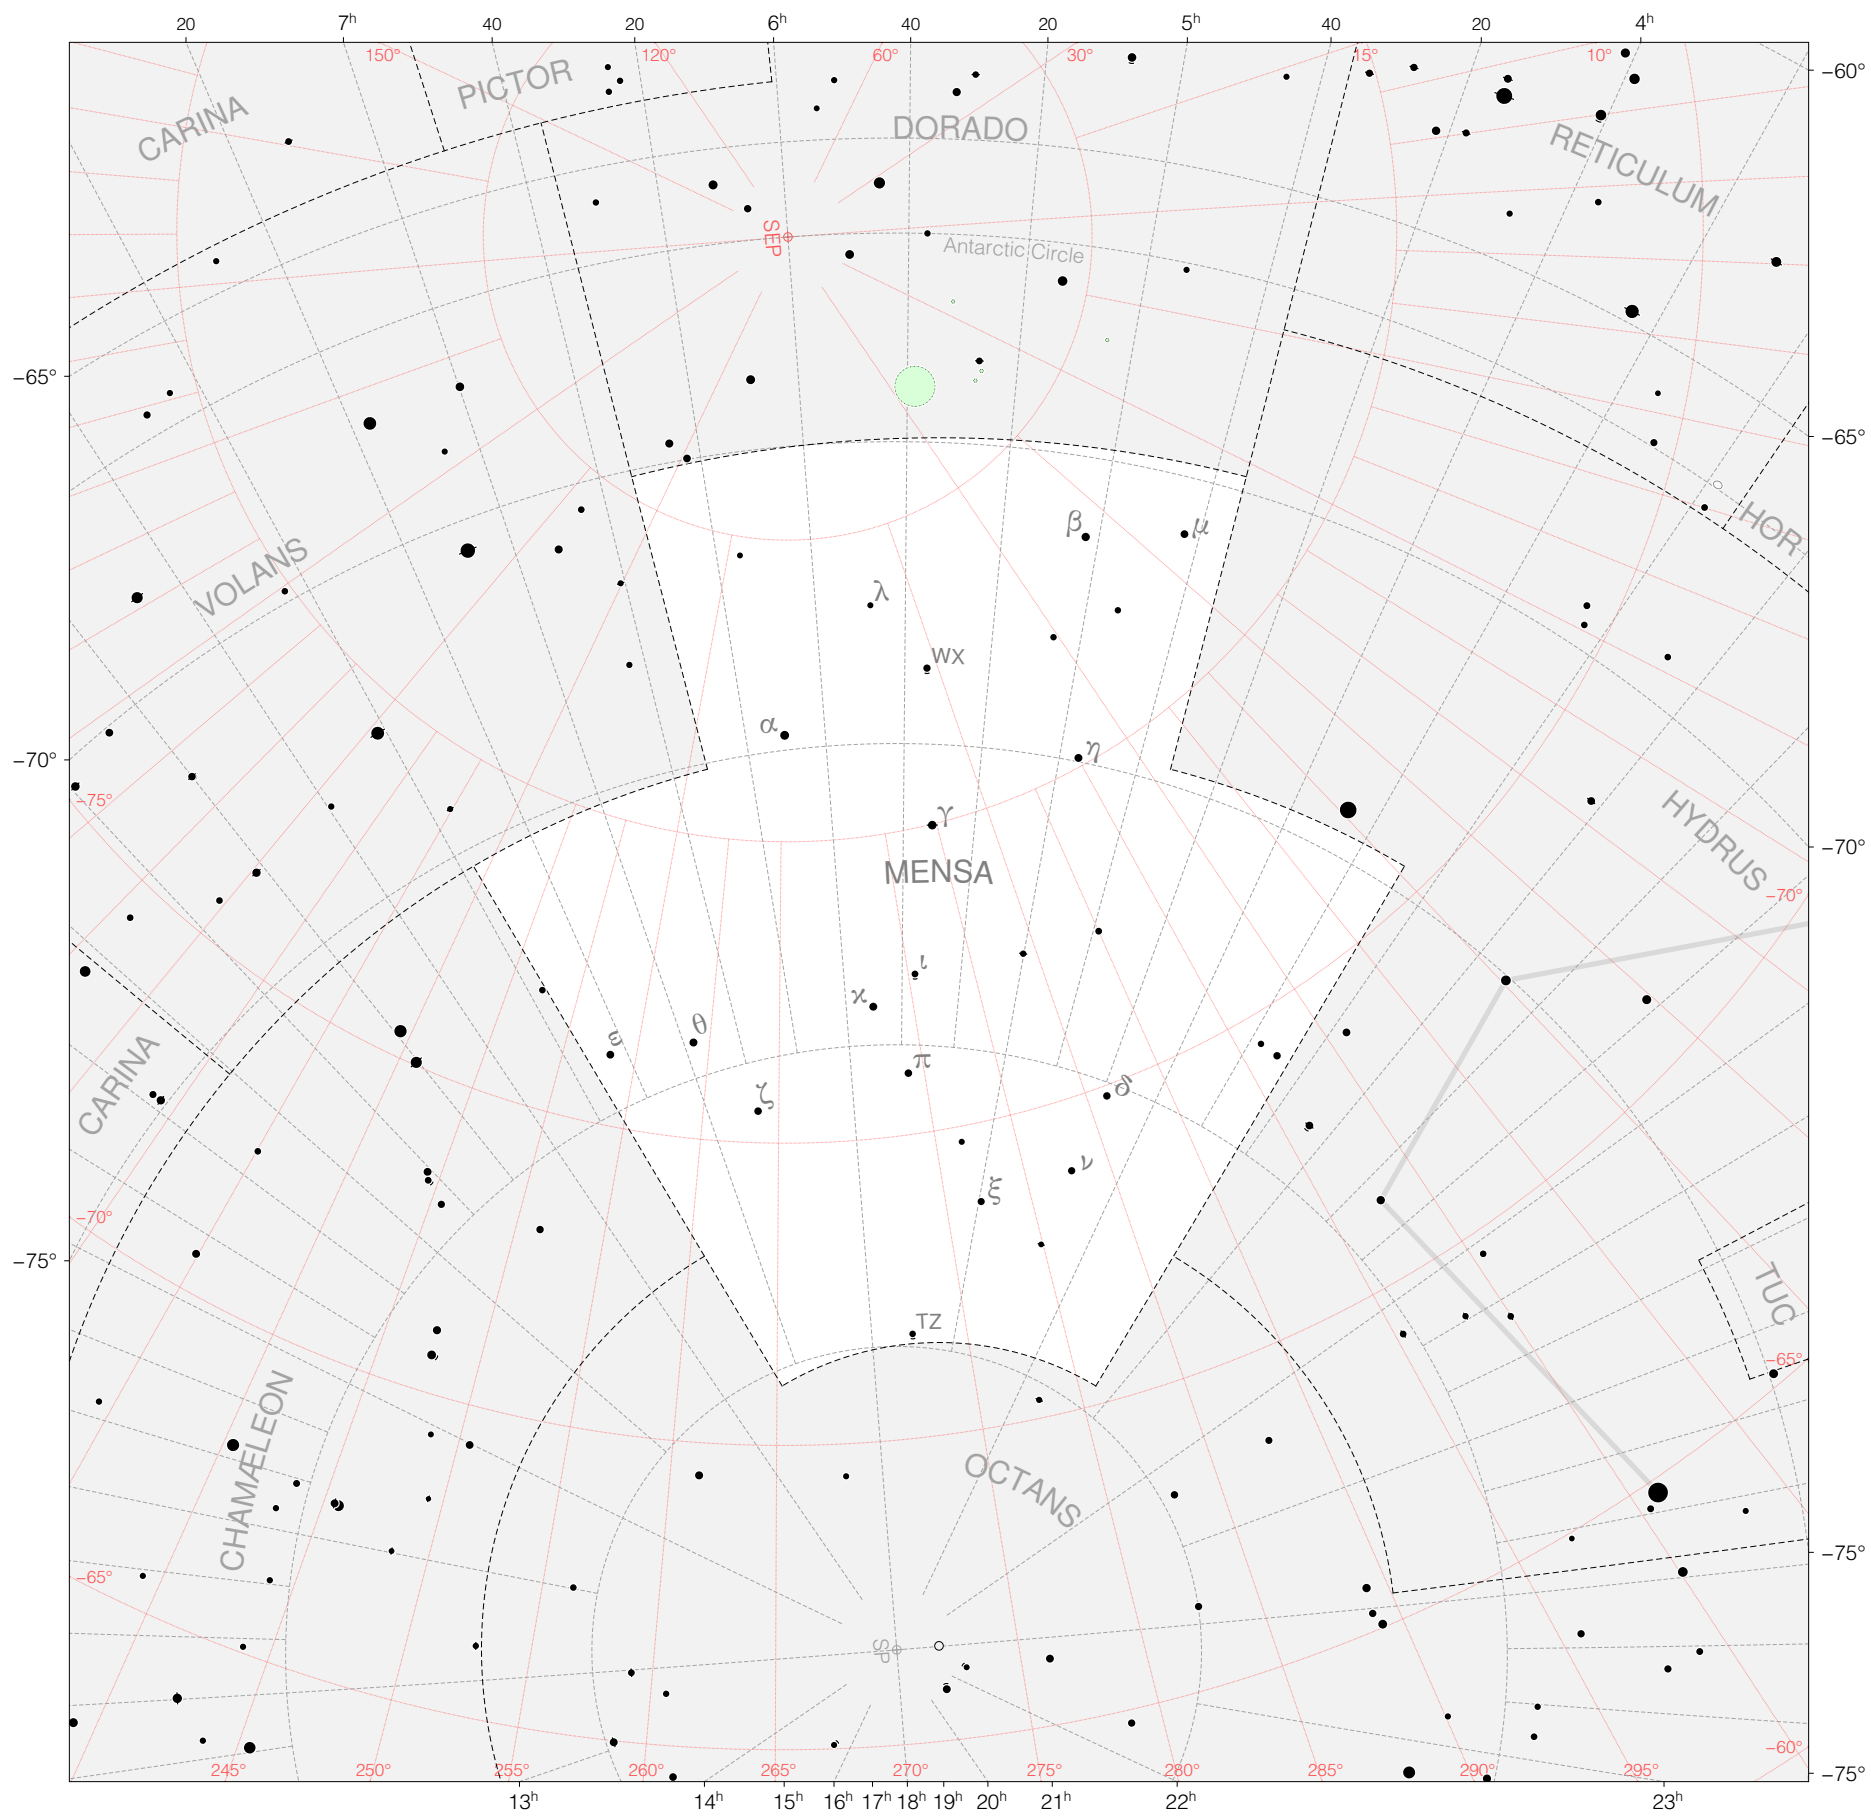 20 7h 40 20 6h 40 20 5h 40 20 4h
150° 120° 60° 30° 15° 10°
−60°
PICTOR
CARINA
DORADO
RETICULUM
SEP
Antarctic Circle
−65°
−65°
HOR
β μ
VOLANS
λ
WX
α
η
−70°
−75°
γ
−70°
HYDRUS
MENSA
−70°
ι
ϰ
ε θ
π
CARINA
ζ
δ
ν
ξ
−70°
−75°
TUC
TZ
−65°
CHAMÆLEON
OCTANS
−75°
−65°
SP
−60°
245° 250° 255° 260° 265° 270° 275° 280° 285° 290° 295°
−75°
13h 14h 15h 16h 17h 18h 19h 20h 21h 22h 23h